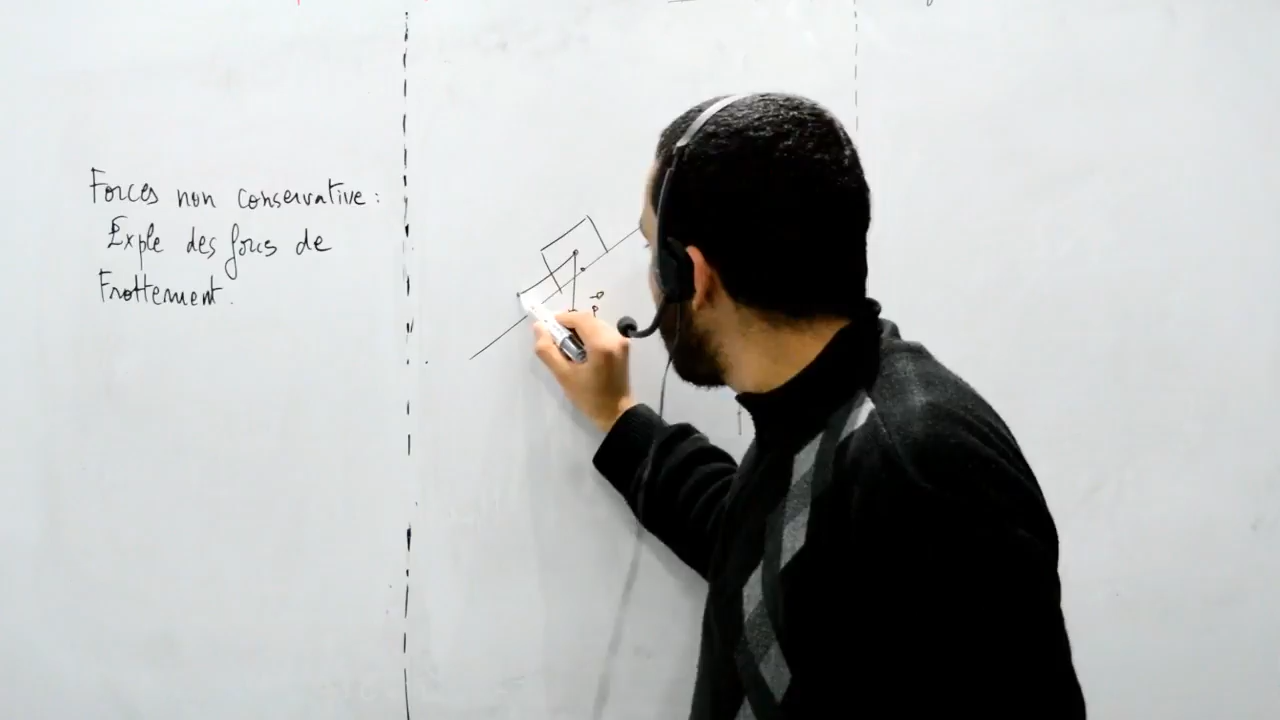 Forces non conservative :
Exple des forces de
Frottement.
P